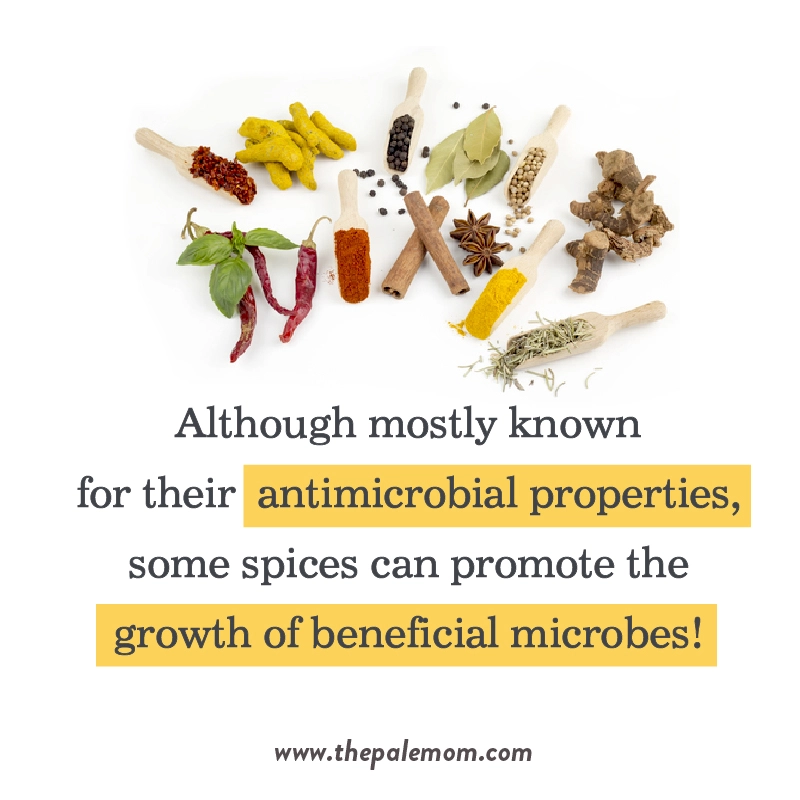 Although mostly known
for their antimicrobial properties,
some spices can promote the
growth of beneficial microbes!
www.thepalemom.com